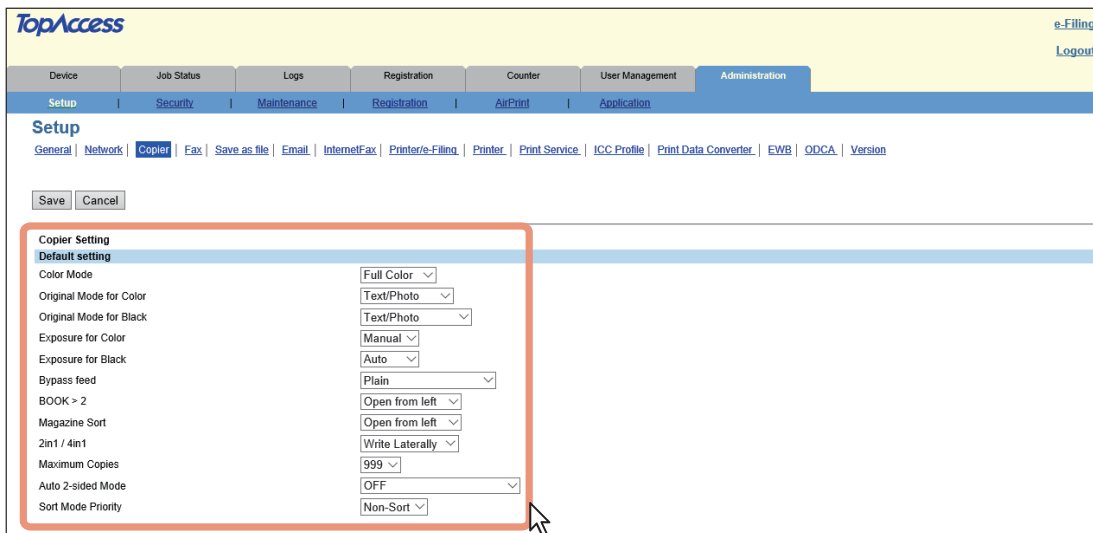 TopAccess
e-Filing
Logout
Device Job Status Logs Registration Counter User Management Administration
Setup | Security | Maintenance | Registration | AirPrint | Application
Setup
General | Network | Copier | Fax | Save as file | Email | InternetFax | Printer/e-Filing | Printer | Print Service | ICC Profile | Print Data Converter | EWB | ODCA | Version
Save Cancel
Copier Setting
Default setting
Color Mode Full Color
Original Mode for Color Text/Photo
Original Mode for Black Text/Photo
Exposure for Color Manual
Exposure for Black Auto
Bypass feed Plain
BOOK > 2 Open from left
Magazine Sort Open from left
2in1 / 4in1 Write Laterally
Maximum Copies 999
Auto 2-sided Mode OFF
Sort Mode Priority Non-Sort